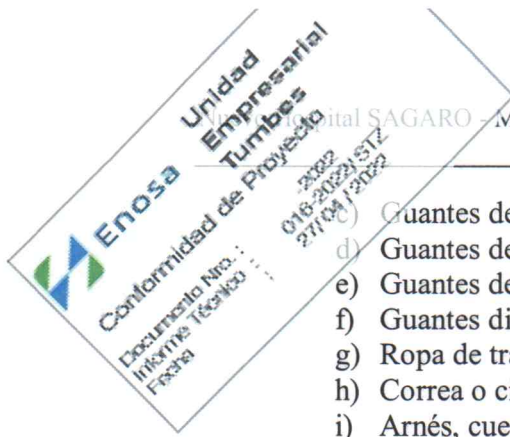 Enosa
Unidad
Empresarial
Tumbes
Conformidad de Proyecto
Documento Nro. : -2022
Informe Técnico : 016-2022/STZ
Fecha : 27/04/2022
Hospital SAGARO - M
c) Guantes de
d) Guantes de
e) Guantes de
f) Guantes di
g) Ropa de tra
h) Correa o ci
i) Arnés, cue